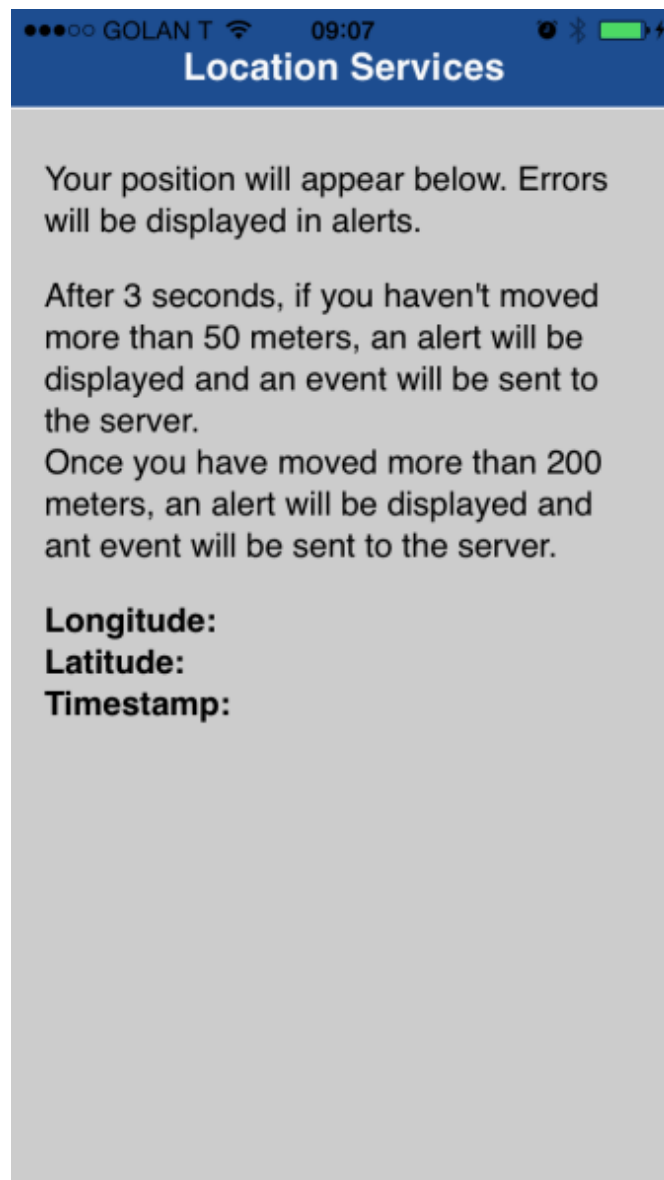 GOLAN T 09:07
Location Services
Your position will appear below. Errors
will be displayed in alerts.
After 3 seconds, if you haven't moved
more than 50 meters, an alert will be
displayed and an event will be sent to
the server.
Once you have moved more than 200
meters, an alert will be displayed and
ant event will be sent to the server.
Longitude:
Latitude:
Timestamp: